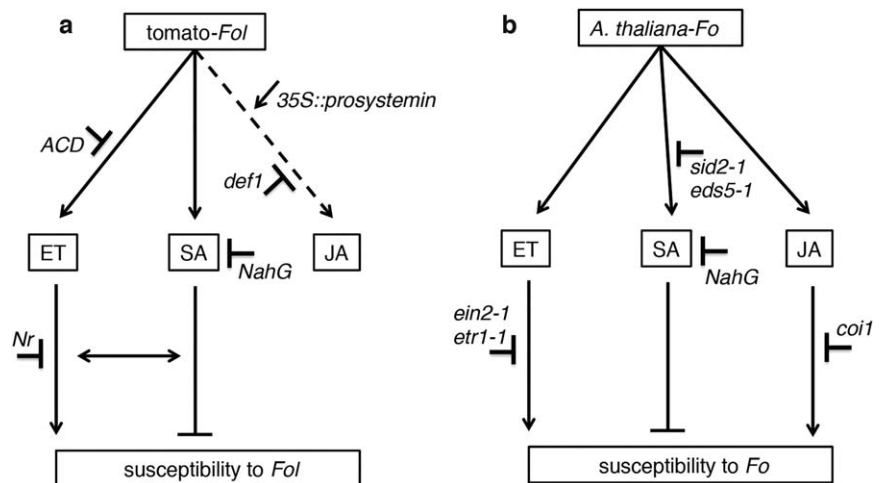 a
tomato-Fol
35S::prosystemin
ACD
def1
ET
SA
JA
NahG
Nr
susceptibility to Fol
b
A. thaliana-Fo
sid2-1
eds5-1
ET
SA
JA
NahG
ein2-1
etr1-1
coi1
susceptibility to Fo